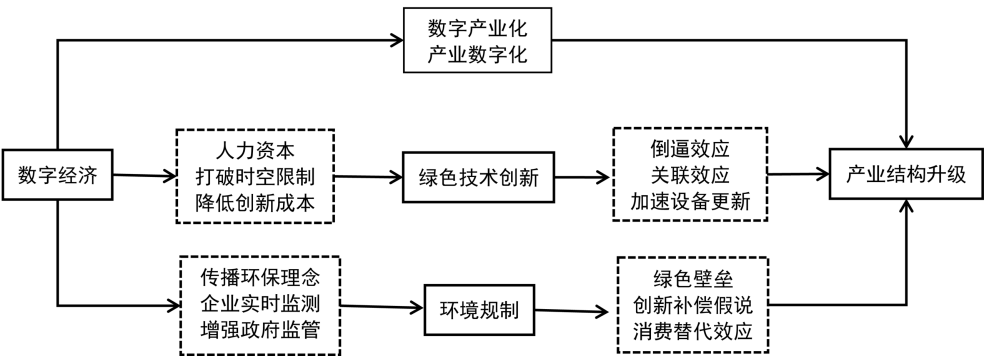 数字产业化
产业数字化
数字经济
人力资本
打破时空限制
降低创新成本
绿色技术创新
倒逼效应
关联效应
加速设备更新
产业结构升级
传播环保理念
企业实时监测
增强政府监管
环境规制
绿色壁垒
创新补偿假说
消费替代效应